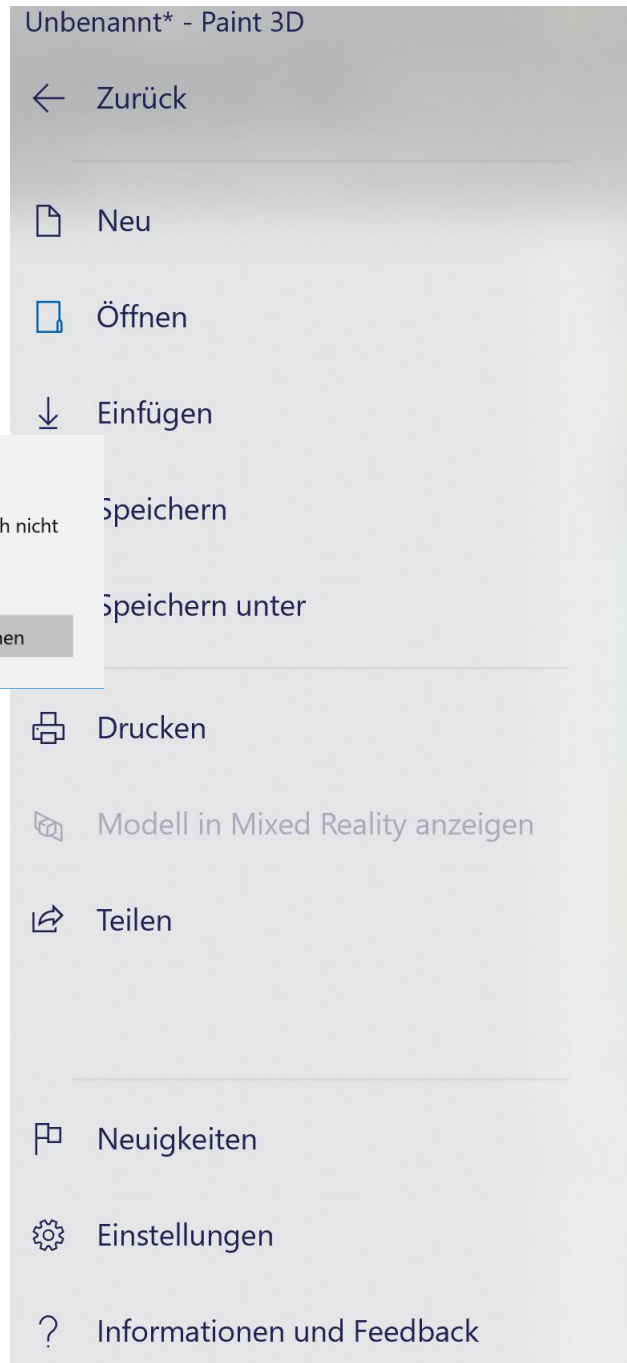 Unbenannt* - Paint 3D
Zurück
Neu
Öffnen
Einfügen
Speichern
nicht
Speichern unter
Drucken
Modell in Mixed Reality anzeigen
Teilen
Neuigkeiten
Einstellungen
Informationen und Feedback